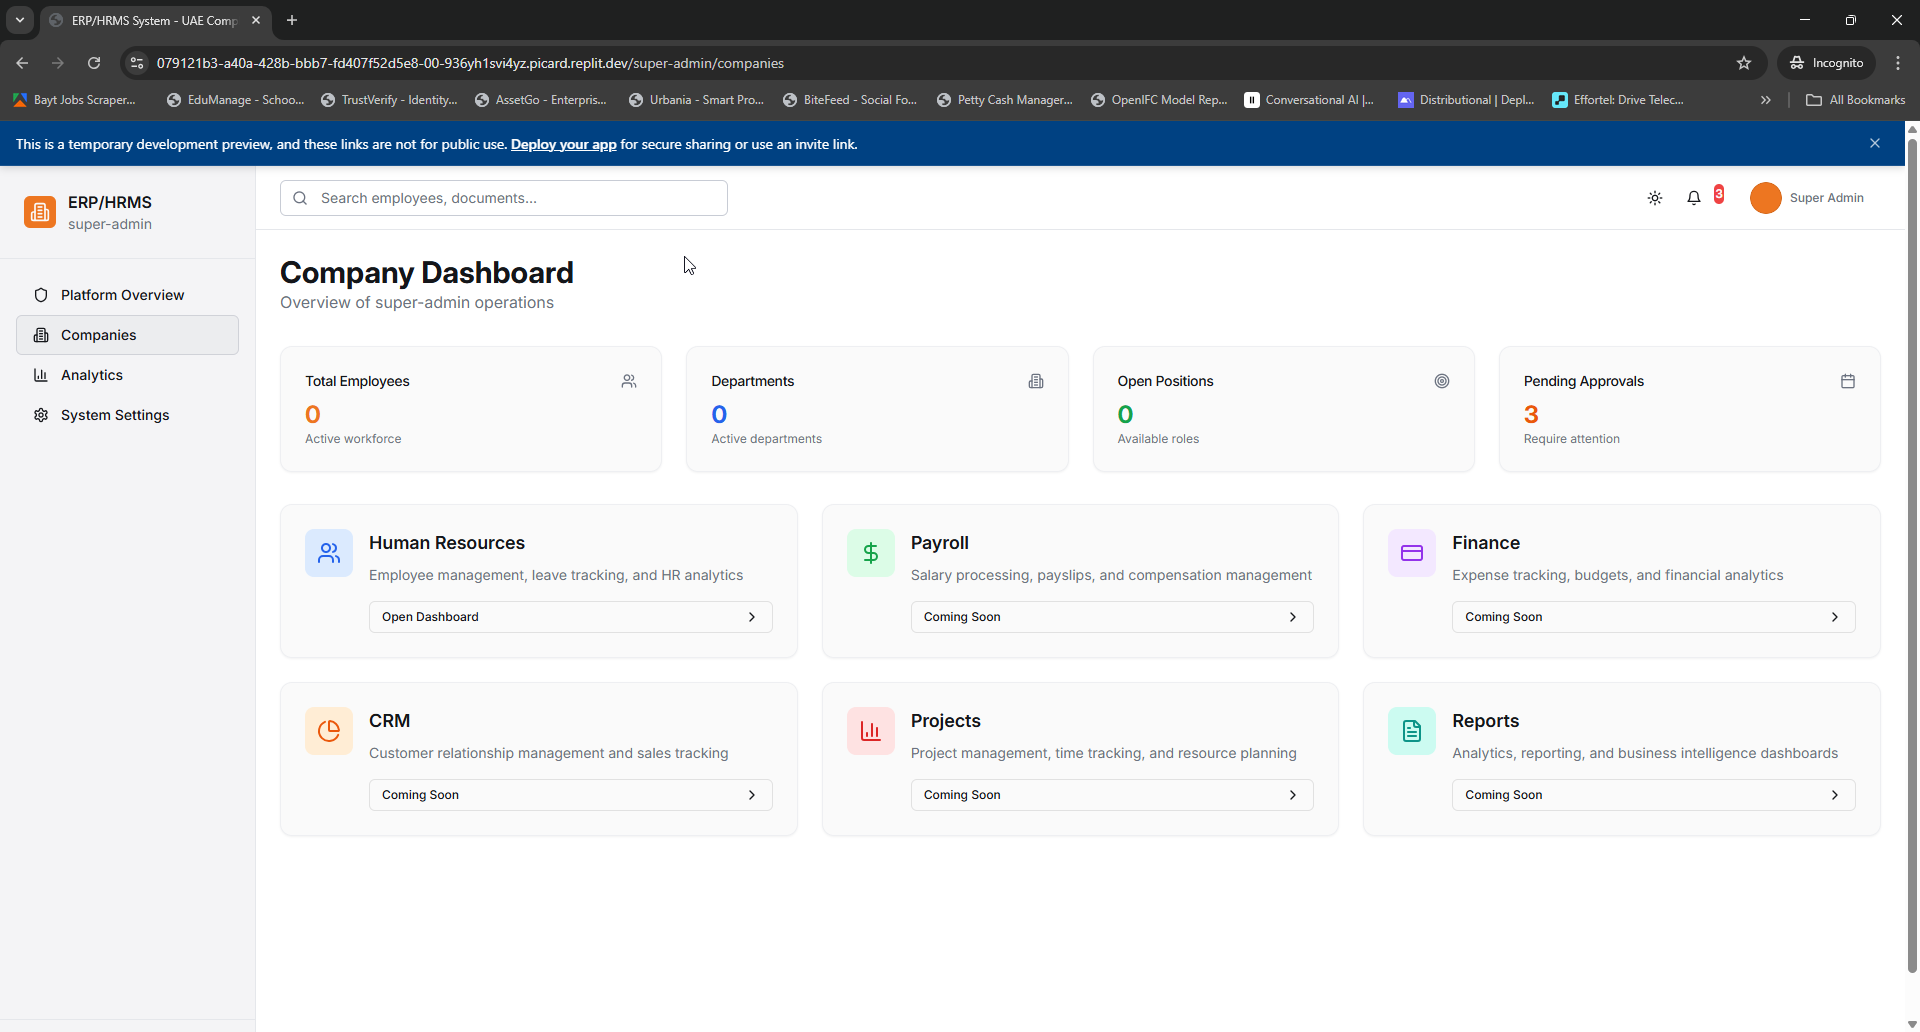 ERP/HRMS System - UAE Comp
079121b3-a40a-428b-bbb7-fd407f52d5e8-00-936yh1svi4yz.picard.replit.dev/super-admin/companies
Incognito
Bayt Jobs Scraper...
EduManage - Schoo...
TrustVerify - Identity...
AssetGo - Enterpris...
Urbania - Smart Pro...
BiteFeed - Social Fo...
Petty Cash Manager...
OpenIFC Model Rep...
Conversational AI |...
Distributional | Depl...
Effortel: Drive Telec...
All Bookmarks
This is a temporary development preview, and these links are not for public use. Deploy your app for secure sharing or use an invite link.
ERP/HRMS
super-admin
Search employees, documents...
3
Super Admin
Platform Overview
Companies
Analytics
System Settings
Company Dashboard
Overview of super-admin operations
Total Employees
0
Active workforce
Departments
0
Active departments
Open Positions
0
Available roles
Pending Approvals
3
Require attention
Human Resources
Employee management, leave tracking, and HR analytics
Open Dashboard
Payroll
Salary processing, payslips, and compensation management
Coming Soon
Finance
Expense tracking, budgets, and financial analytics
Coming Soon
CRM
Customer relationship management and sales tracking
Coming Soon
Projects
Project management, time tracking, and resource planning
Coming Soon
Reports
Analytics, reporting, and business intelligence dashboards
Coming Soon